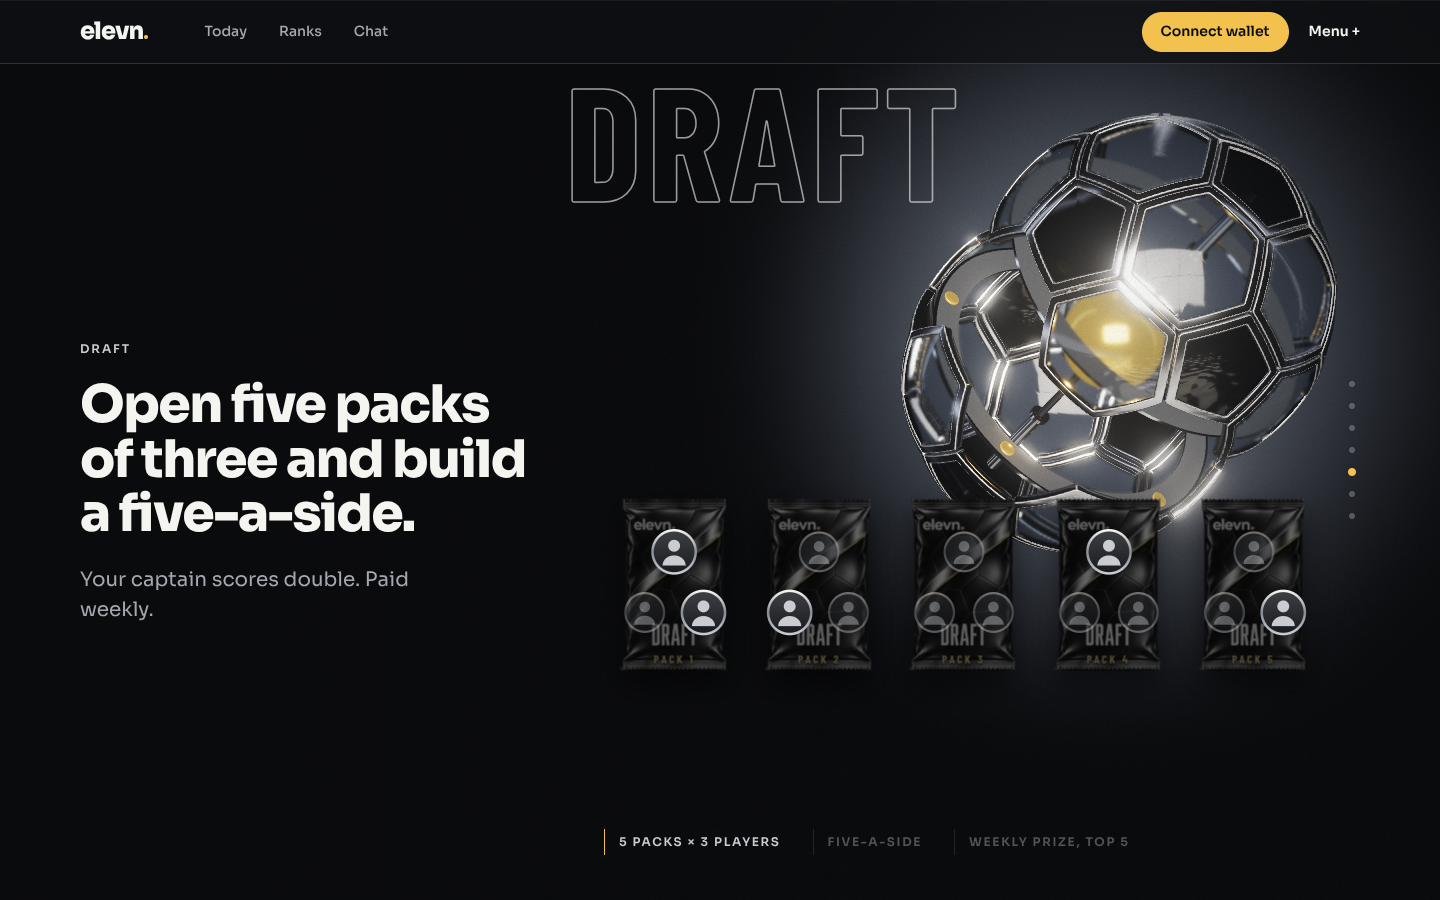 elevn.
Today
Ranks
Chat
Connect wallet
Menu +
DRAFT
DRAFT
Open five packs
of three and build
a five-a-side.
Your captain scores double. Paid
weekly.
elevn.
DRAFT
PACK 1
elevn.
DRAFT
PACK 2
elevn.
DRAFT
PACK 3
elevn.
DRAFT
PACK 4
elevn.
DRAFT
PACK 5
5 PACKS × 3 PLAYERS
FIVE-A-SIDE
WEEKLY PRIZE, TOP 5